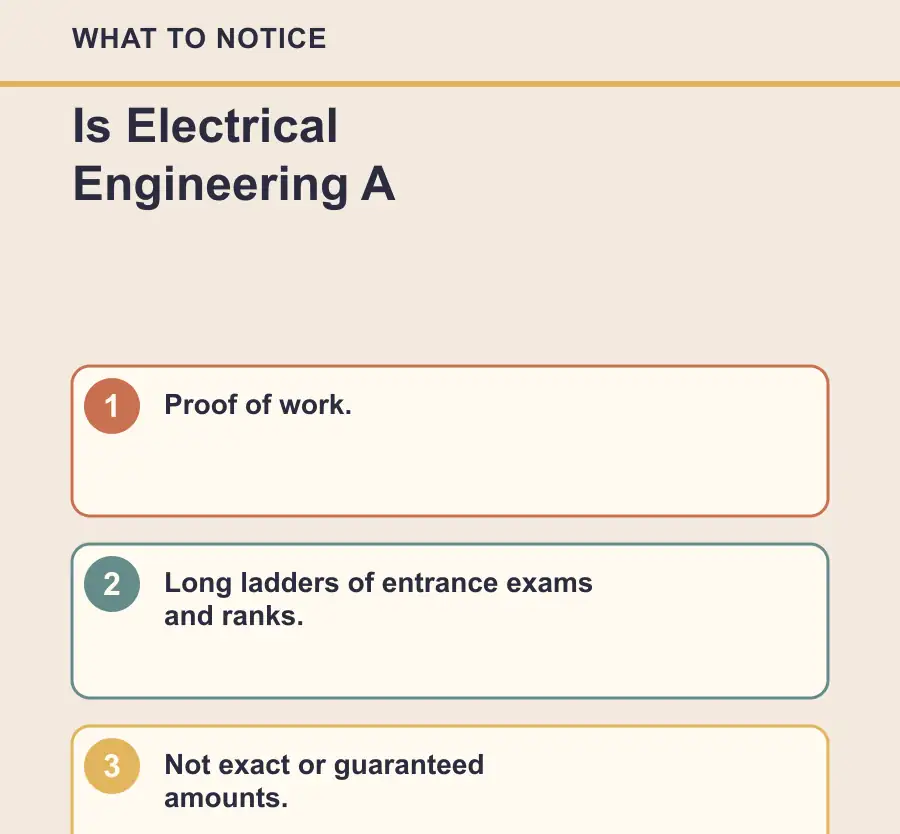 WHAT TO NOTICE
Is Electrical
Engineering A
1
Proof of work.
2
Long ladders of entrance exams
and ranks.
3
Not exact or guaranteed
amounts.